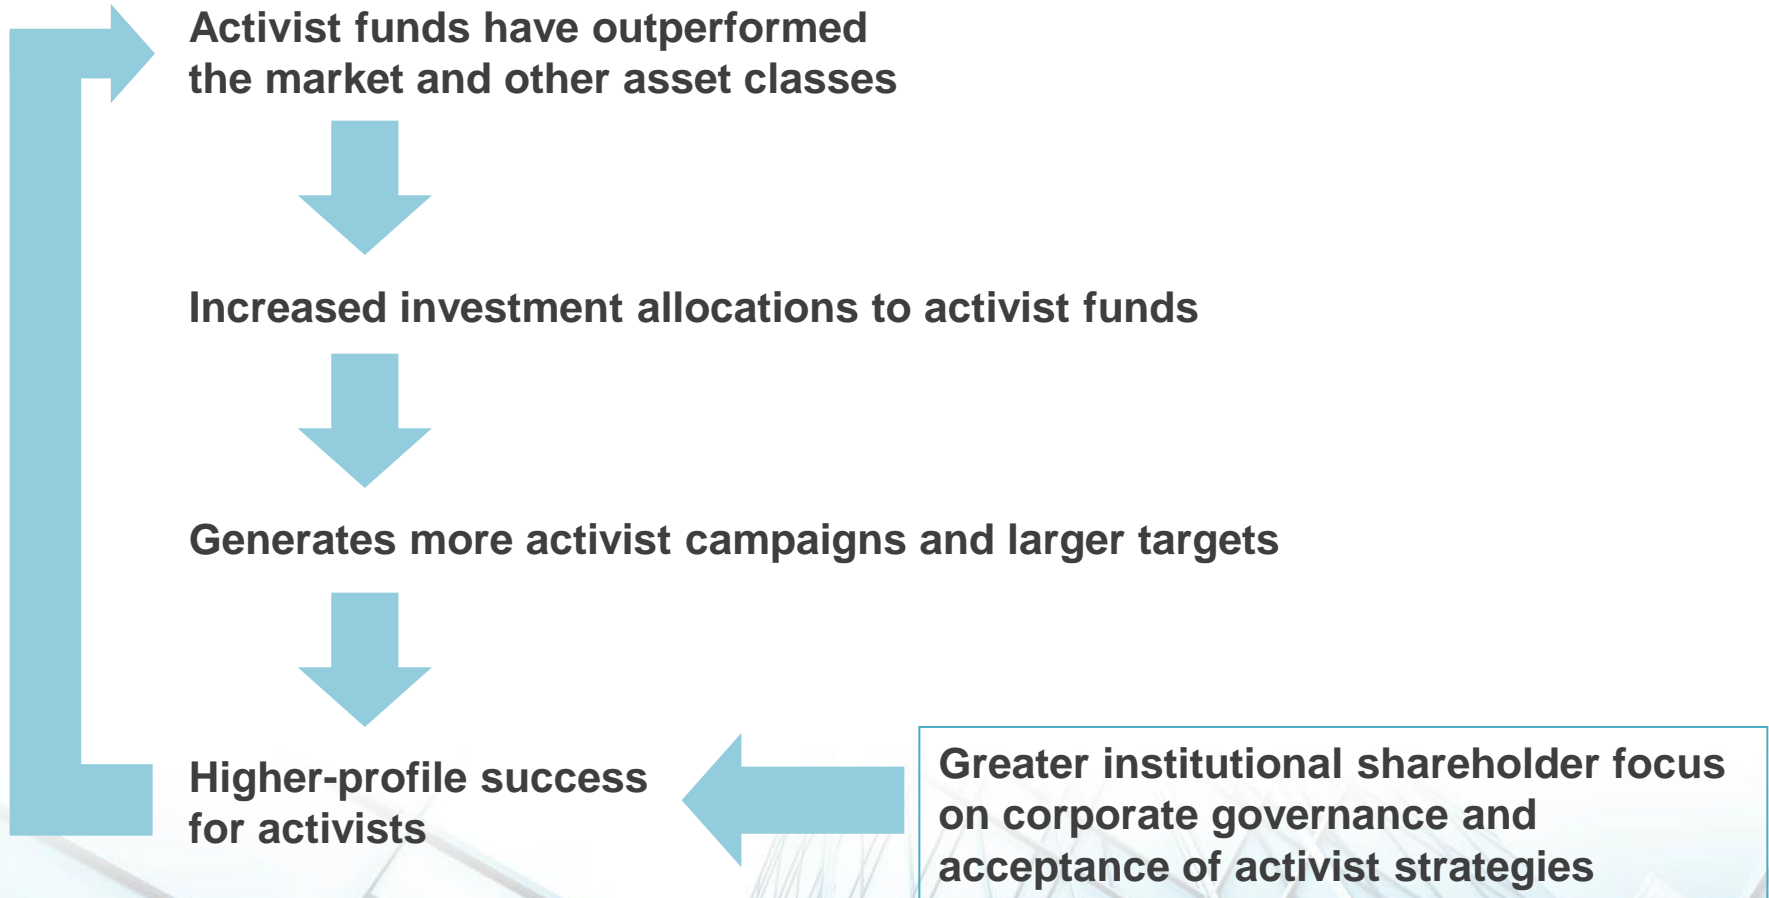 Activist funds have outperformed
the market and other asset classes
Increased investment allocations to activist funds
Generates more activist campaigns and larger targets
Higher-profile success
for activists
Greater institutional shareholder focus
on corporate governance and
acceptance of activist strategies